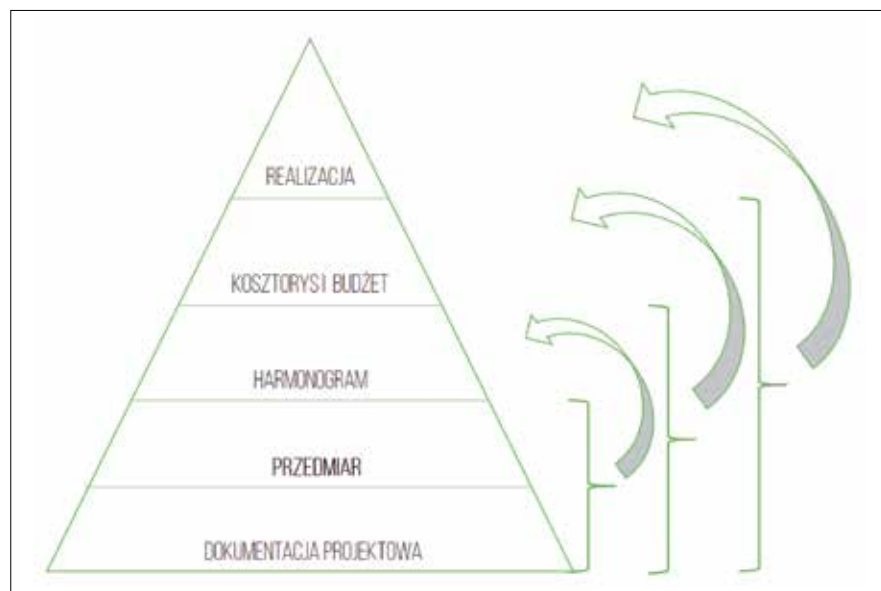 REALIZACJA
KOSZTORYS I BUDŻET
HARMONOGRAM
PRZEDMIAR
DOKUMENTACJA PROJEKTOWA